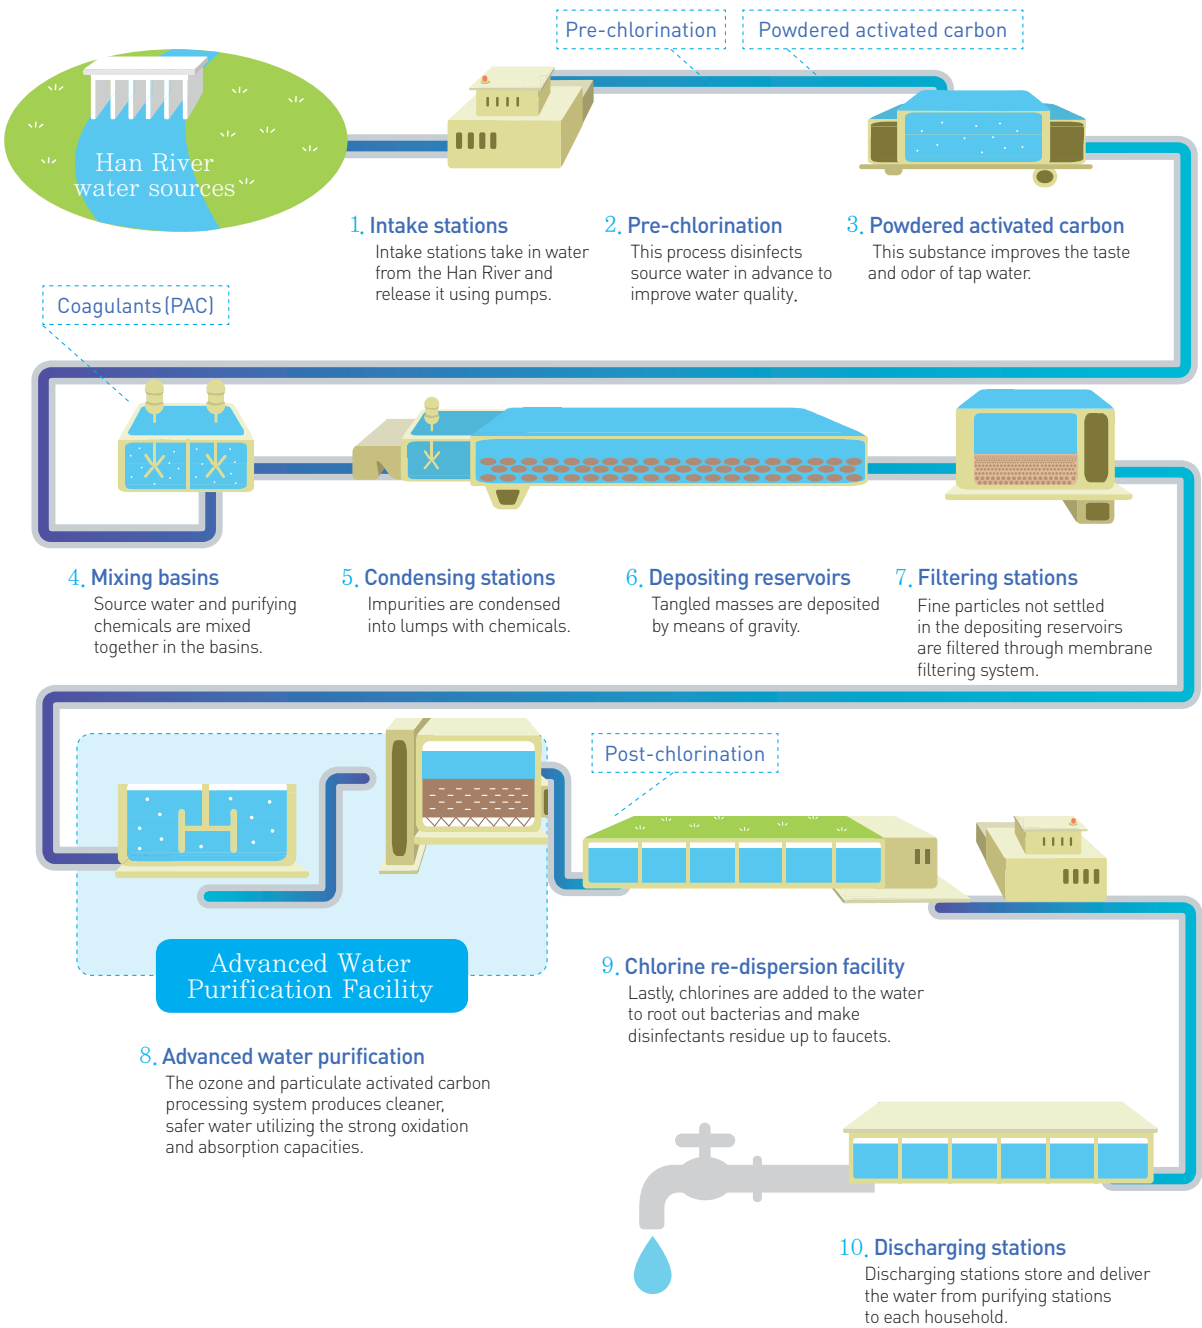 Pre-chlorination
Powdered activated carbon
Han River
water sources
1. Intake stations
Intake stations take in water
from the Han River and
release it using pumps.
2. Pre-chlorination
This process disinfects
source water in advance to
improve water quality.
3. Powdered activated carbon
This substance improves the taste
and odor of tap water.
Coagulants(PAC)
4. Mixing basins
Source water and purifying
chemicals are mixed
together in the basins.
5. Condensing stations
Impurities are condensed
into lumps with chemicals.
6. Depositing reservoirs
Tangled masses are deposited
by means of gravity.
7. Filtering stations
Fine particles not settled
in the depositing reservoirs
are filtered through membrane
filtering system.
Post-chlorination
Advanced Water
Purification Facility
8. Advanced water purification
The ozone and particulate activated carbon
processing system produces cleaner,
safer water utilizing the strong oxidation
and absorption capacities.
9. Chlorine re-dispersion facility
Lastly, chlorines are added to the water
to root out bacterias and make
disinfectants residue up to faucets.
10. Discharging stations
Discharging stations store and deliver
the water from purifying stations
to each household.